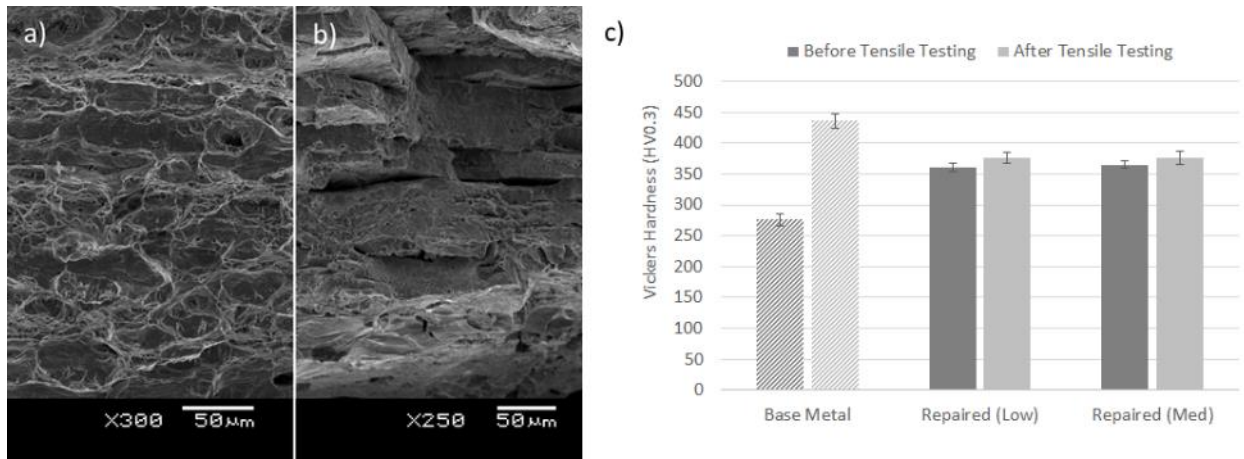 a)
X300 50µm
b)
X250 50µm
c)
Before Tensile Testing After Tensile Testing
Vickers Hardness (HV0.3)
500
450
400
350
300
250
200
150
100
50
0
Base Metal Repaired (Low) Repaired (Med)